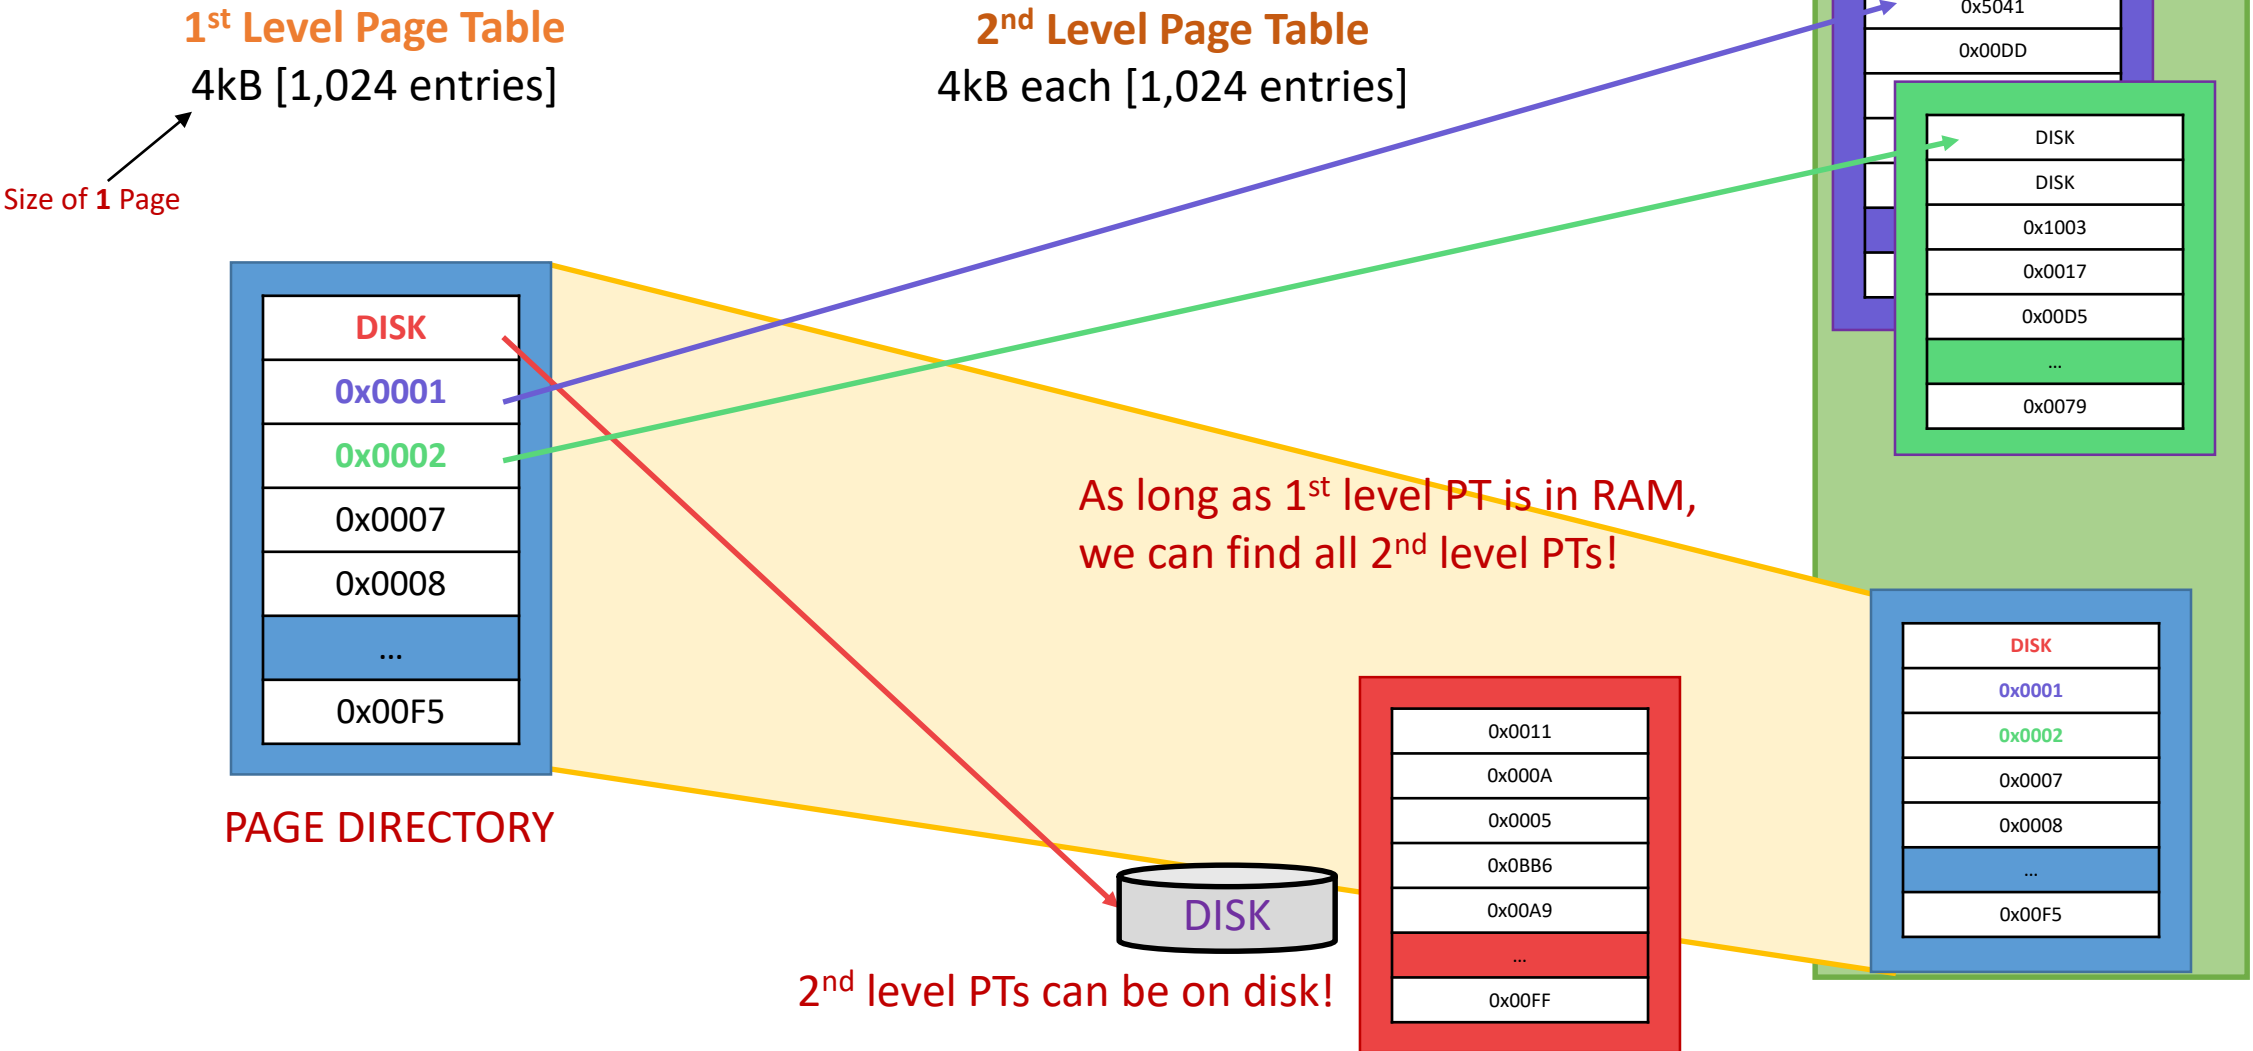 1st Level Page Table
4kB [1,024 entries]
Size of 1 Page
2nd Level Page Table
4kB each [1,024 entries]
0x5041
0x00DD
DISK
DISK
0x1003
0x0017
0x00D5
...
0x0079
DISK
0x0001
0x0002
0x0007
0x0008
...
0x00F5
PAGE DIRECTORY
As long as 1st level PT is in RAM,
we can find all 2nd level PTs!
DISK
2nd level PTs can be on disk!
0x0011
0x000A
0x0005
0x0BB6
0x00A9
...
0x00FF
DISK
0x0001
0x0002
0x0007
0x0008
...
0x00F5